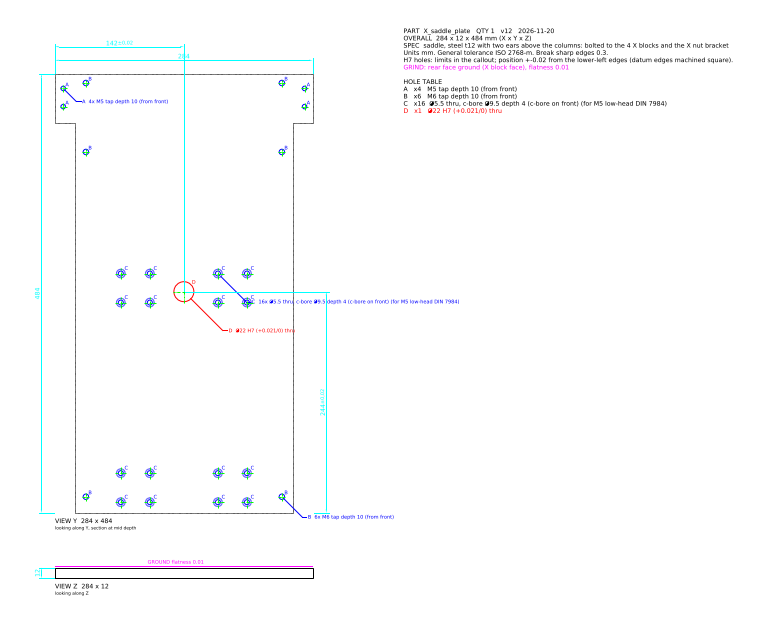 PART X_saddle_plate QTY 1 v12 2026-11-20
OVERALL 284 x 12 x 484 mm (X x Y x Z)
SPEC saddle, steel t12 with two ears above the columns: bolted to the 4 X blocks and the X nut bracket
Units mm. General tolerance ISO 2768-m. Break sharp edges 0.3.
H7 holes: limits in the callout; position +-0.02 from the lower-left edges (datum edges machined square).
GRIND: rear face ground (X block face), flatness 0.01
HOLE TABLE
A x4 M5 tap depth 10 (from front)
B x6 M6 tap depth 10 (from front)
C x16 Ø5.5 thru, c-bore Ø9.5 depth 4 (c-bore on front) (for M5 low-head DIN 7984)
D x1 Ø22 H7 (+0.021/0) thru
142±0.02
284
A B B A
A A
A 4x M5 tap depth 10 (from front)
B B
C C C C
D
484
C C C
C 16x Ø5.5 thru, c-bore Ø9.5 depth 4 (c-bore on front) (for M5 low-head DIN 7984)
D Ø22 H7 (+0.021/0) thru
244±0.02
C C C C
B B
C C C C
B 6x M6 tap depth 10 (from front)
VIEW Y 284 x 484
looking along Y, section at mid depth
GROUND flatness 0.01
12
VIEW Z 284 x 12
looking along Z